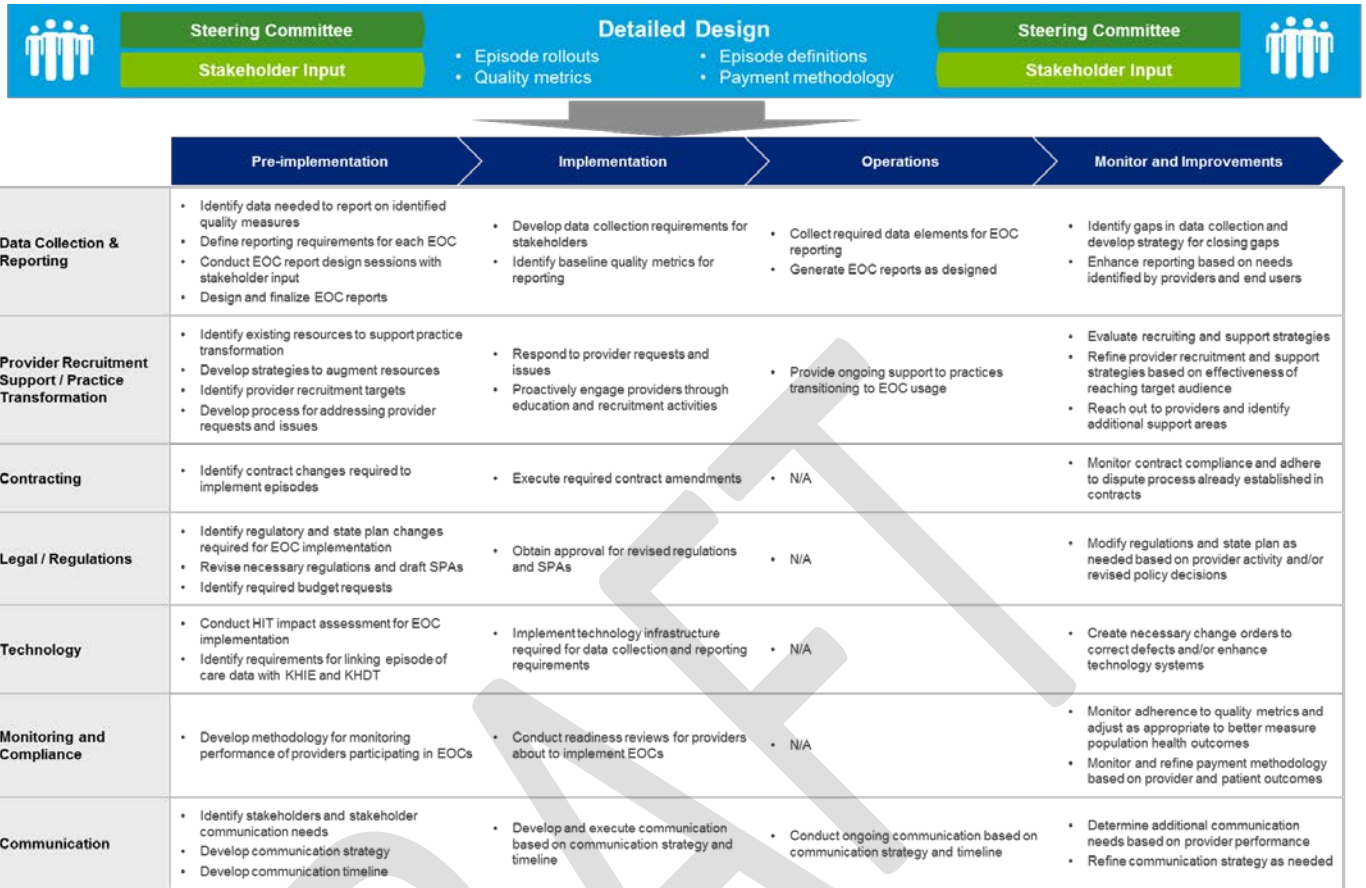 Steering Committee
Stakeholder Input
Detailed Design
• Episode rollouts
• Quality metrics
• Episode definitions
• Payment methodology
Steering Committee
Stakeholder Input
Pre-implementation
Implementation
Operations
Monitor and Improvements
Data Collection &
Reporting
• Identify data needed to report on identified
quality measures
• Define reporting requirements for each EOC
• Conduct EOC report design sessions with
stakeholder input
• Design and finalize EOC reports
• Develop data collection requirements for
stakeholders
• Identify baseline quality metrics for
reporting
• Collect required data elements for EOC
reporting
• Generate EOC reports as designed
• Identify gaps in data collection and
develop strategy for closing gaps
• Enhance reporting based on needs
identified by providers and end users
Provider Recruitment
Support / Practice
Transformation
• Identify existing resources to support practice
transformation
• Develop strategies to augment resources
• Identify provider recruitment targets
• Develop process for addressing provider
requests and issues
• Respond to provider requests and
issues
• Proactively engage providers through
education and recruitment activities
• Provide ongoing support to practices
transitioning to EOC usage
• Evaluate recruiting and support strategies
• Refine provider recruitment and support
strategies based on effectiveness of
reaching target audience
• Reach out to providers and identify
additional support areas
Contracting
• Identify contract changes required to
implement episodes
• Execute required contract amendments
• N/A
• Monitor contract compliance and adhere
to dispute process already established in
contracts
Legal / Regulations
• Identify regulatory and state plan changes
required for EOC implementation
• Revise necessary regulations and draft SPAs
• Identify required budget requests
• Obtain approval for revised regulations
and SPAs
• N/A
• Modify regulations and state plan as
needed based on provider activity and/or
revised policy decisions
Technology
• Conduct HIT impact assessment for EOC
implementation
• Identify requirements for linking episode of
care data with KHIE and KHDT
• Implement technology infrastructure
required for data collection and reporting
requirements
• N/A
• Create necessary change orders to
correct defects and/or enhance
technology systems
Monitoring and
Compliance
• Develop methodology for monitoring
performance of providers participating in EOCs
• Conduct readiness reviews for providers
about to implement EOCs
• N/A
• Monitor adherence to quality metrics and
adjust as appropriate to better measure
population health outcomes
• Monitor and refine payment methodology
based on provider and patient outcomes
Communication
• Identify stakeholders and stakeholder
communication needs
• Develop communication strategy
• Develop communication timeline
• Develop and execute communication
based on communication strategy and
timeline
• Conduct ongoing communication based on
communication strategy and timeline
• Determine additional communication
needs based on provider performance
• Refine communication strategy as needed